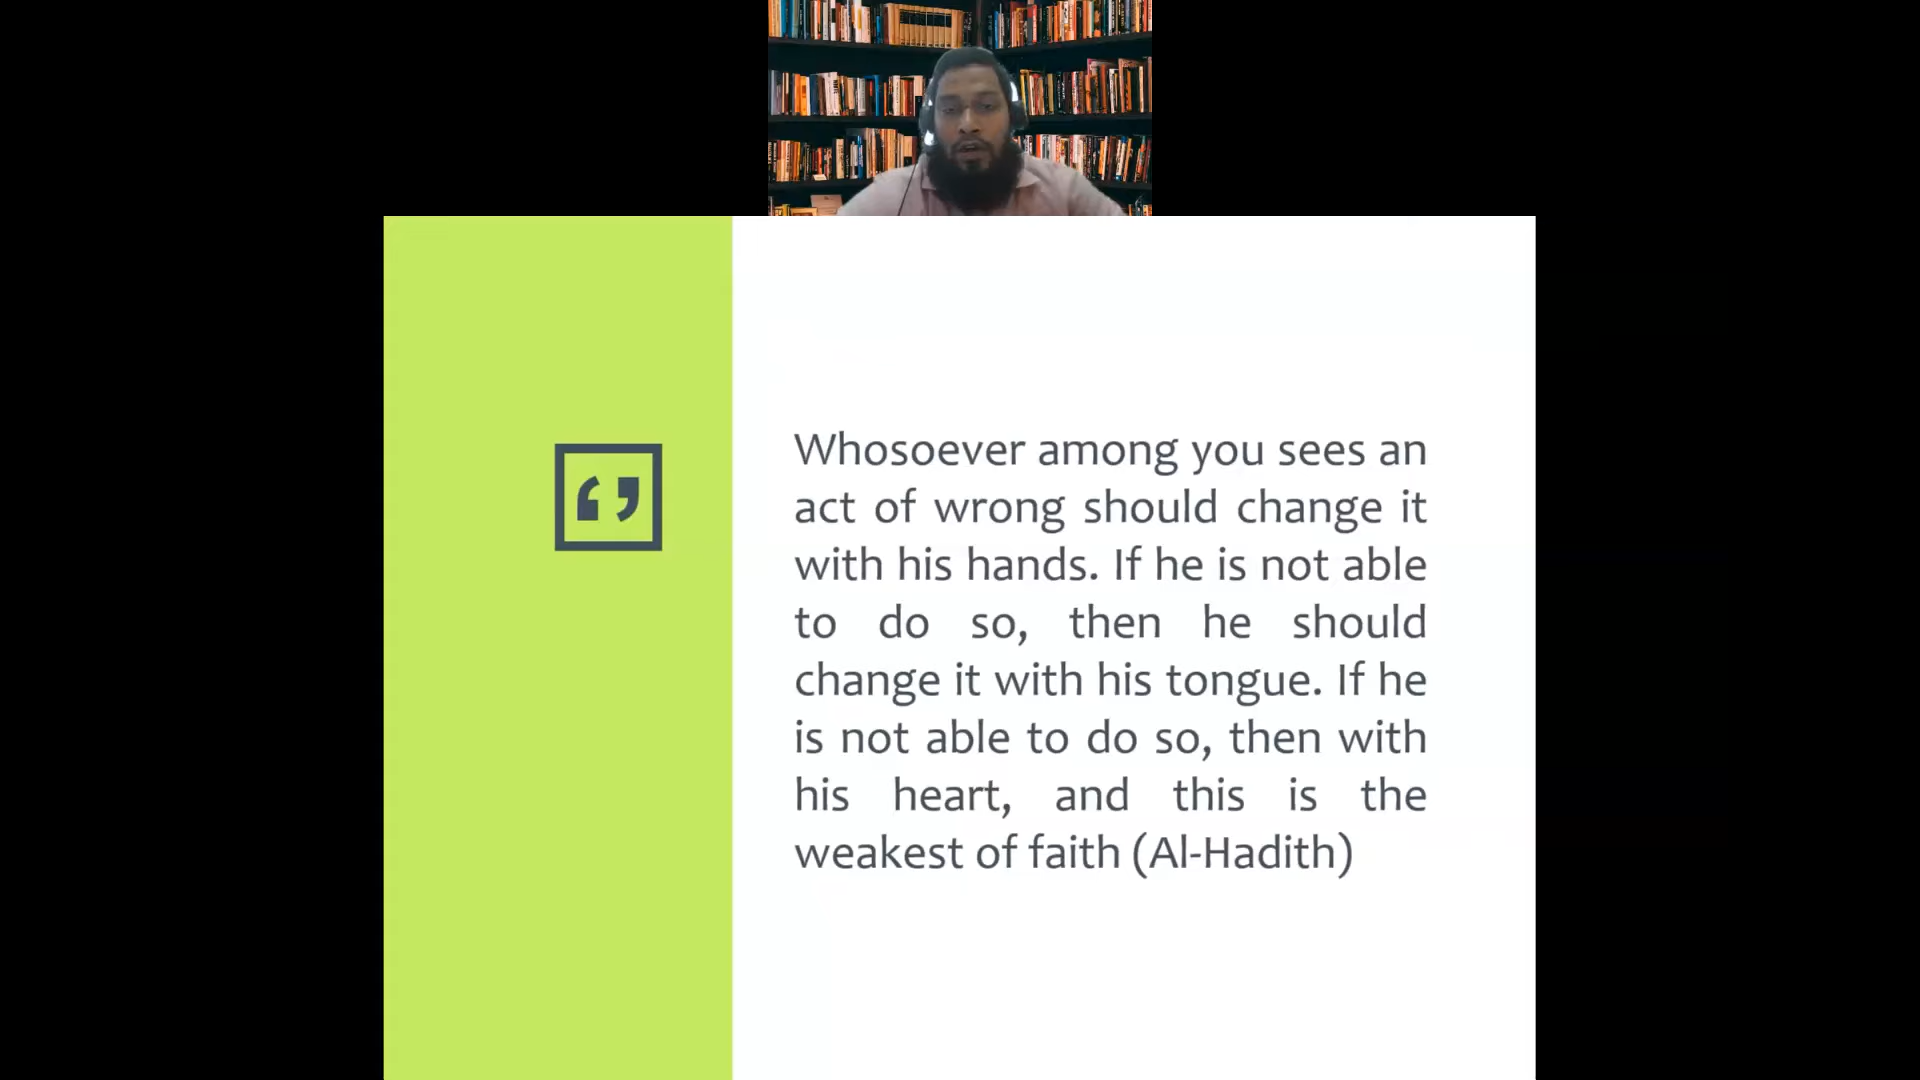 Whosoever among you sees an
act of wrong should change it
with his hands. If he is not able
to do so, then he should
change it with his tongue. If he
is not able to do so, then with
his heart, and this is the
weakest of faith (Al-Hadith)